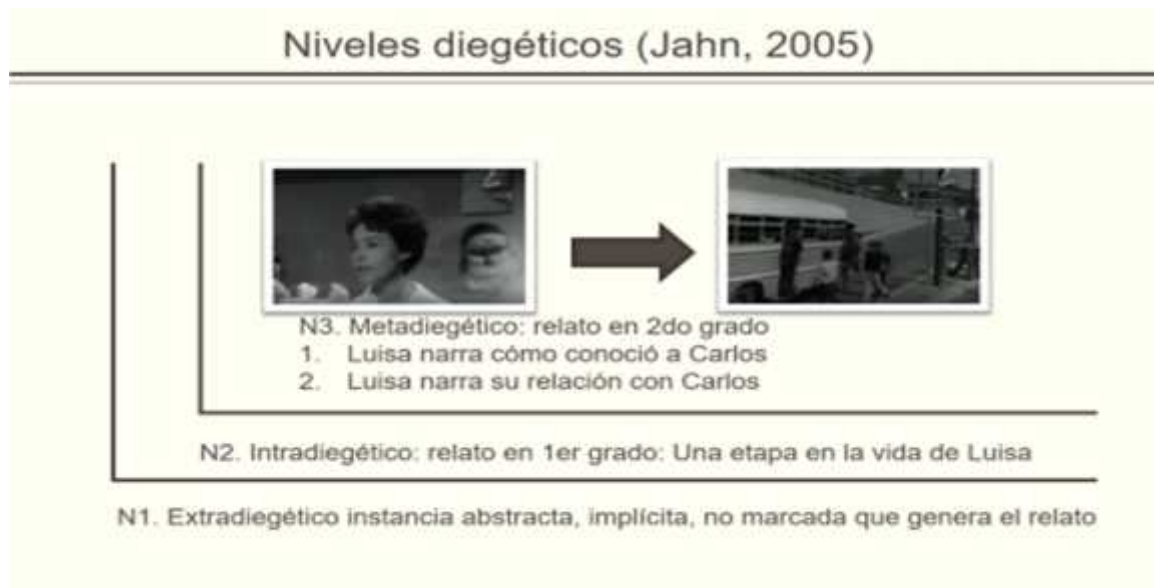 Niveles diegéticos (Jahn, 2005)
N3. Metadiegético: relato en 2do grado
1. Luisa narra cómo conoció a Carlos
2. Luisa narra su relación con Carlos
N2. Intradiegético: relato en 1er grado: Una etapa en la vida de Luisa
N1. Extradiegético instancia abstracta, implícita, no marcada que genera el relato